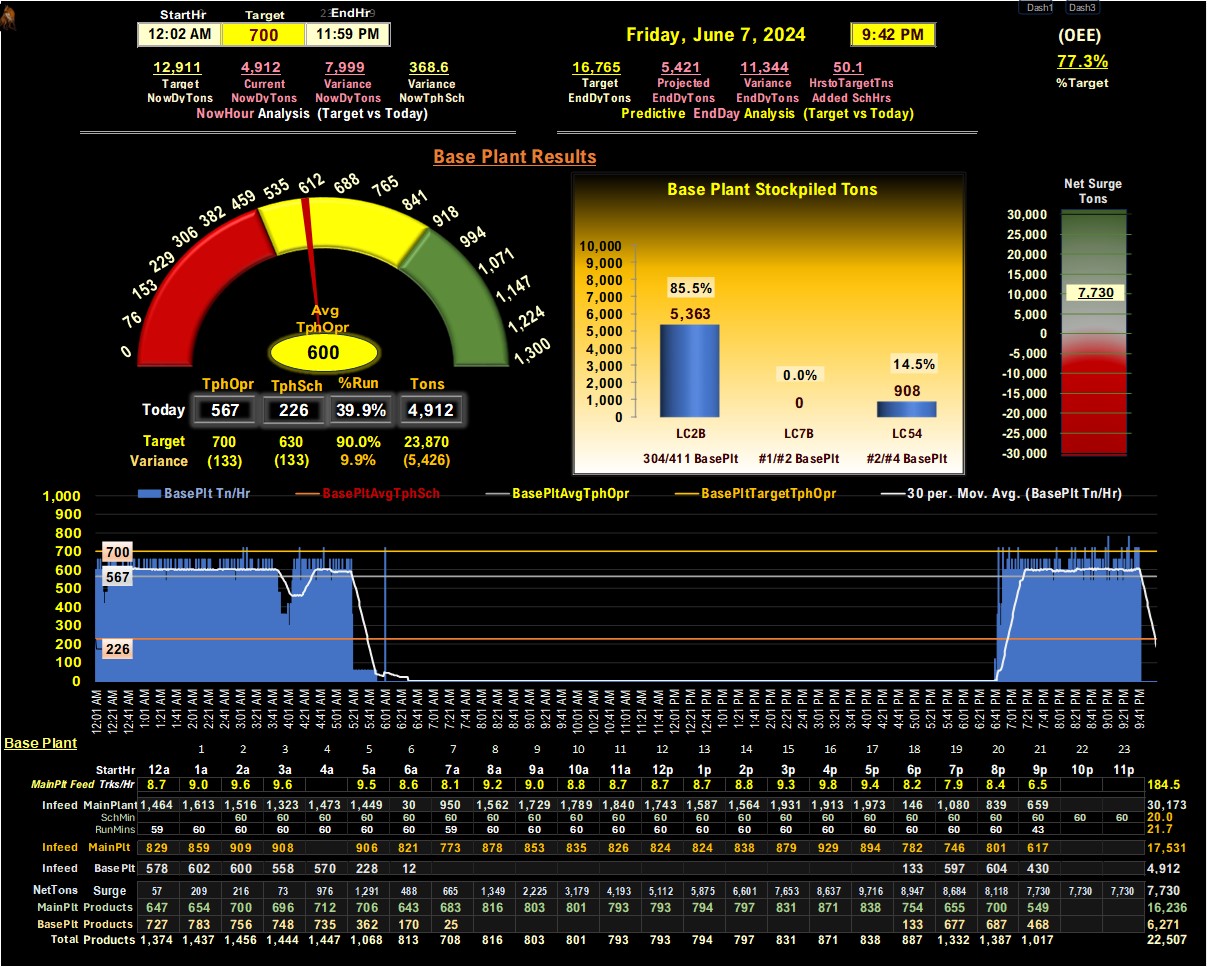 Dash1 Dash3
StartHr Target EndHr
12:02 AM 700 11:59 PM
Friday, June 7, 2024 9:42 PM
(OEE)
77.3%
%Target
12,911 4,912 7,999 368.6
Target Current Variance Variance
NowDyTons NowDyTons NowDyTons NowTphSch
NowHour Analysis (Target vs Today)
16,765 5,421 11,344 50.1
Target Projected Variance HrstoTargetTns
EndDyTons EndDyTons EndDyTons Added SchHrs
Predictive EndDay Analysis (Target vs Today)
Base Plant Results
0 76 153 229 306 382 459 535 612 688 765 841 918 994 1,071 1,147 1,224 1,300
Avg
TphOpr
600
TphOpr TphSch %Run Tons
Today 567 226 39.9% 4,912
Target 700 630 90.0% 23,870
Variance (133) (133) 9.9% (5,426)
Base Plant Stockpiled Tons
10,000
9,000
8,000
7,000
6,000
5,000
4,000
3,000
2,000
1,000
0
85.5%
5,363
0.0%
0
14.5%
908
LC2B LC7B LC54
304/411 BasePlt #1/#2 BasePlt #2/#4 BasePlt
Net Surge
Tons
30,000
25,000
20,000
15,000
10,000
5,000
0
-5,000
-10,000
-15,000
-20,000
-25,000
-30,000
7,730
BasePlt Tn/Hr BasePltAvgTphSch BasePltAvgTphOpr BasePltTargetTphOpr 30 per. Mov. Avg. (BasePlt Tn/Hr)
1,000
900
800
700
600
500
400
300
200
100
0
700
567
226
12:01 AM 12:21 AM 12:41 AM 1:01 AM 1:21 AM 1:41 AM 2:01 AM 2:21 AM 2:41 AM 3:01 AM 3:21 AM 3:41 AM 4:01 AM 4:21 AM 4:41 AM 5:01 AM 5:21 AM 5:41 AM 6:01 AM 6:21 AM 6:41 AM 7:01 AM 7:21 AM 7:41 AM 8:01 AM 8:21 AM 8:41 AM 9:01 AM 9:21 AM 9:41 AM 10:01 AM 10:21 AM 10:41 AM 11:01 AM 11:21 AM 11:41 AM 12:01 PM 12:21 PM 12:41 PM 1:01 PM 1:21 PM 1:41 PM 2:01 PM 2:21 PM 2:41 PM 3:01 PM 3:21 PM 3:41 PM 4:01 PM 4:21 PM 4:41 PM 5:01 PM 5:21 PM 5:41 PM 6:01 PM 6:21 PM 6:41 PM 7:01 PM 7:21 PM 7:41 PM 8:01 PM 8:21 PM 8:41 PM 9:01 PM 9:21 PM 9:41 PM
Base Plant
1 2 3 4 5 6 7 8 9 10 11 12 13 14 15 16 17 18 19 20 21 22 23
StartHr 12a 1a 2a 3a 4a 5a 6a 7a 8a 9a 10a 11a 12p 1p 2p 3p 4p 5p 6p 7p 8p 9p 10p 11p
MainPlt Feed Trks/Hr 8.7 9.0 9.6 9.6 9.5 8.6 8.1 9.2 9.0 8.8 8.7 8.7 8.7 8.8 9.3 9.8 9.4 8.2 7.9 8.4 6.5 184.5
Infeed MainPlant 1,464 1,613 1,516 1,323 1,473 1,449 30 950 1,562 1,729 1,789 1,840 1,743 1,587 1,564 1,931 1,913 1,973 146 1,080 839 659 30,173
SchMin 60 60 60 60 60 60 60 60 60 60 60 60 60 60 60 60 60 60 60 60 60 60 20.0
RunMins 59 60 60 60 60 60 60 59 60 60 60 60 60 60 60 60 60 60 60 60 60 43 21.7
Infeed MainPlt 829 859 909 908 906 821 773 878 853 835 826 824 824 838 879 929 894 782 746 801 617 17,531
Infeed BasePlt 578 602 600 558 570 228 12 133 597 604 430 4,912
NetTons Surge 57 209 216 73 976 1,291 488 665 1,349 2,225 3,179 4,193 5,112 5,875 6,601 7,653 8,637 9,716 8,947 8,684 8,118 7,730 7,730 7,730 7,730
MainPlt Products 647 654 700 696 712 706 643 683 816 803 801 793 793 794 797 831 871 838 754 655 700 549 16,236
BasePlt Products 727 783 756 748 735 362 170 25 133 677 687 468 6,271
Total Products 1,374 1,437 1,456 1,444 1,447 1,068 813 708 816 803 801 793 793 794 797 831 871 838 887 1,332 1,387 1,017 22,507